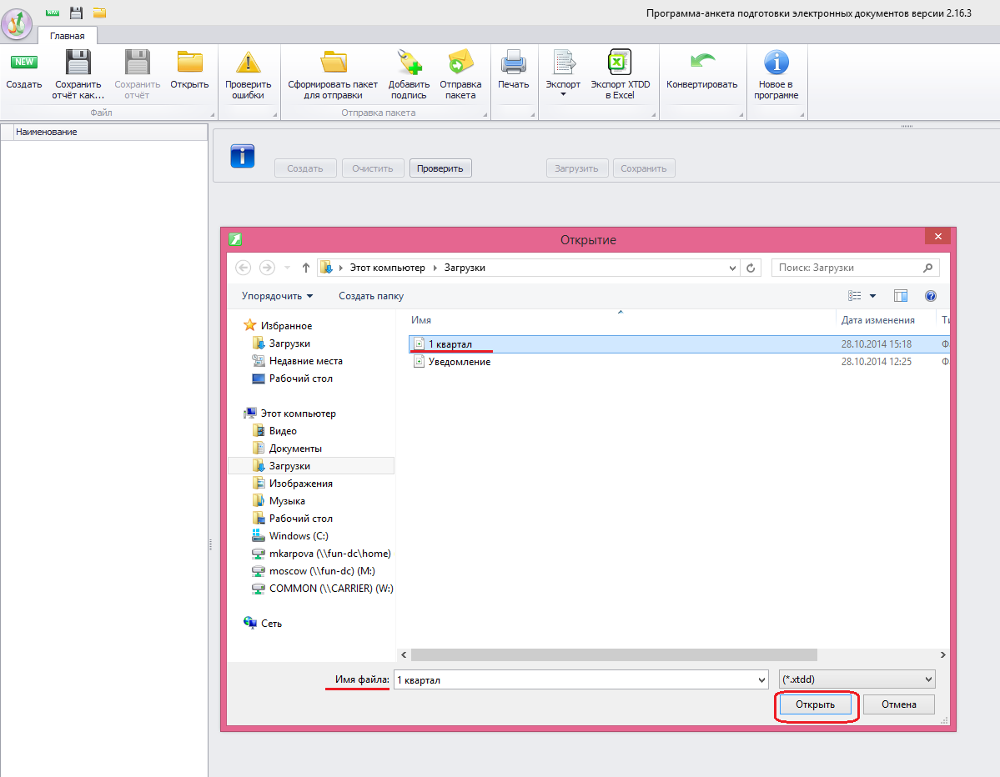 NEW
Программа-анкета подготовки электронных документов версии 2.16.3
Главная
NEW
Создать
Сохранить
отчёт как...
Сохранить
отчёт
Открыть
Файл
Проверить
ошибки
Сформировать пакет
для отправки
Добавить
подпись
Отправка
пакета
Отправка пакета
Печать
Экспорт
Экспорт XTDD
в Excel
Конвертировать
Новое в
программе
Наименование
Создать
Очистить
Проверить
Загрузить
Сохранить
Открытие
Этот компьютер
Загрузки
Поиск: Загрузки
Упорядочить
Создать папку
Избранное
Загрузки
Недавние места
Рабочий стол
Этот компьютер
Видео
Документы
Загрузки
Изображения
Музыка
Рабочий стол
Windows (C:)
mkarpova (\\fun-dc\home)
moscow (\\fun-dc) (M:)
COMMON (\\CARRIER) (W:)
Сеть
Имя
Дата изменения
Ти
1 квартал
28.10.2014 15:18
Ф
Уведомление
28.10.2014 12:25
Ф
Имя файла:
1 квартал
(*.xtdd)
Открыть
Отмена